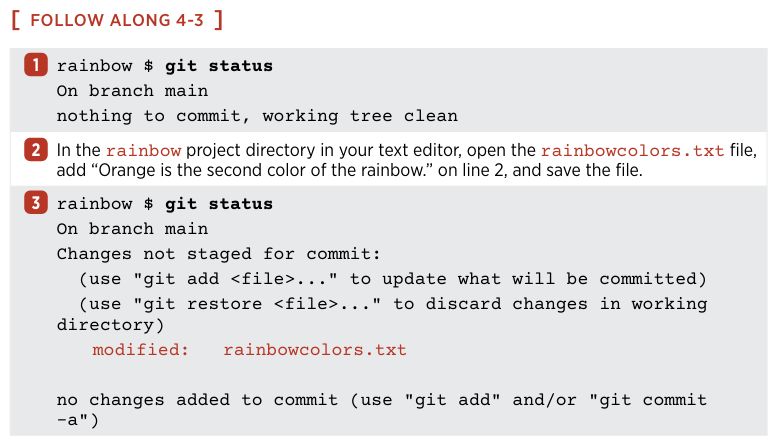 [ FOLLOW ALONG 4-3 ]
1 rainbow $ git status
On branch main
nothing to commit, working tree clean
2 In the rainbow project directory in your text editor, open the rainbowcolors.txt file,
add “Orange is the second color of the rainbow.” on line 2, and save the file.
3 rainbow $ git status
On branch main
Changes not staged for commit:
(use "git add <file>..." to update what will be committed)
(use "git restore <file>..." to discard changes in working
directory)
modified: rainbowcolors.txt
no changes added to commit (use "git add" and/or "git commit
-a")